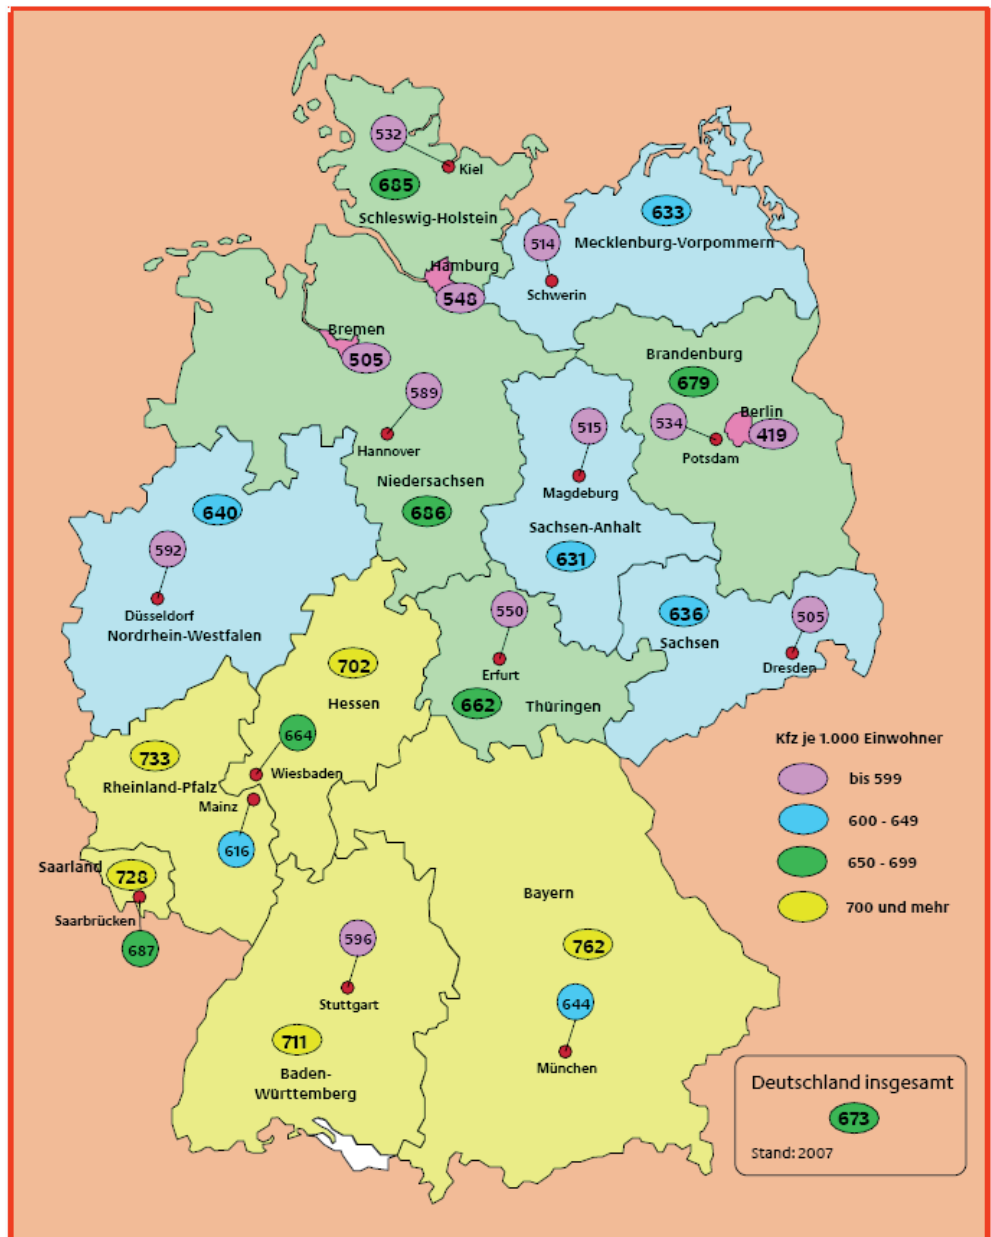 532
Kiel
685
Schleswig-Holstein
633
514
Mecklenburg-Vorpommern
Hamburg
548
Schwerin
Bremen
505
Brandenburg
679
589
Berlin
534
419
515
Hannover
Potsdam
Niedersachsen
Magdeburg
640
686
Sachsen-Anhalt
592
631
550
636
505
Düsseldorf
Nordrhein-Westfalen
Sachsen
702
Dresden
Erfurt
Hessen
662
Thüringen
664
733
Wiesbaden
Rheinland-Pfalz
Mainz
616
Saarland
728
Saarbrücken
687
Bayern
596
762
644
Stuttgart
711
München
Baden-
Württemberg
Kfz je 1.000 Einwohner
bis 599
600 - 649
650 - 699
700 und mehr
Deutschland insgesamt
673
Stand: 2007